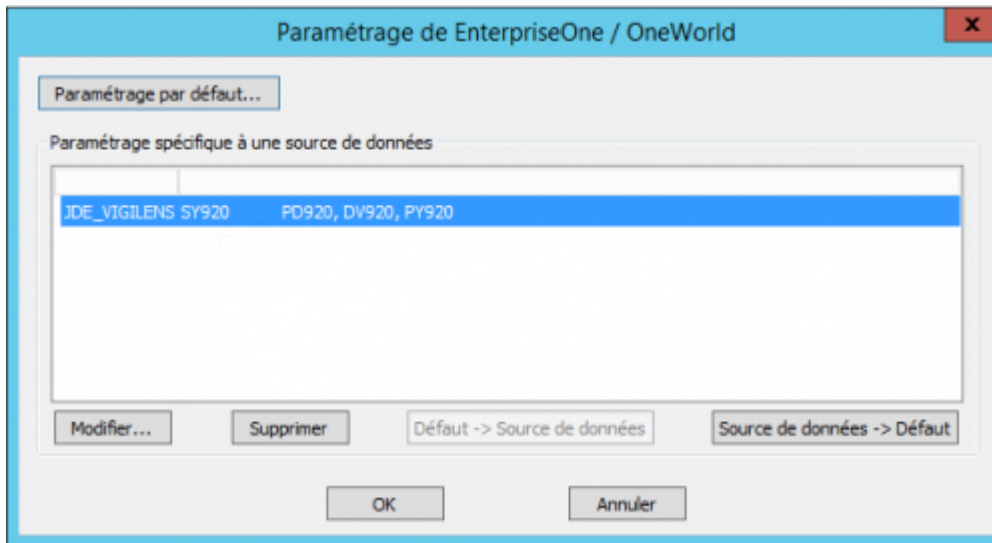 Paramétrage de EnterpriseOne / OneWorld
x
Paramétrage par défaut...
Paramétrage spécifique à une source de données
JDE_VIGILENS SY920 PD920, DV920, PY920
Modifier... Supprimer Défaut -> Source de données Source de données -> Défaut
OK Annuler